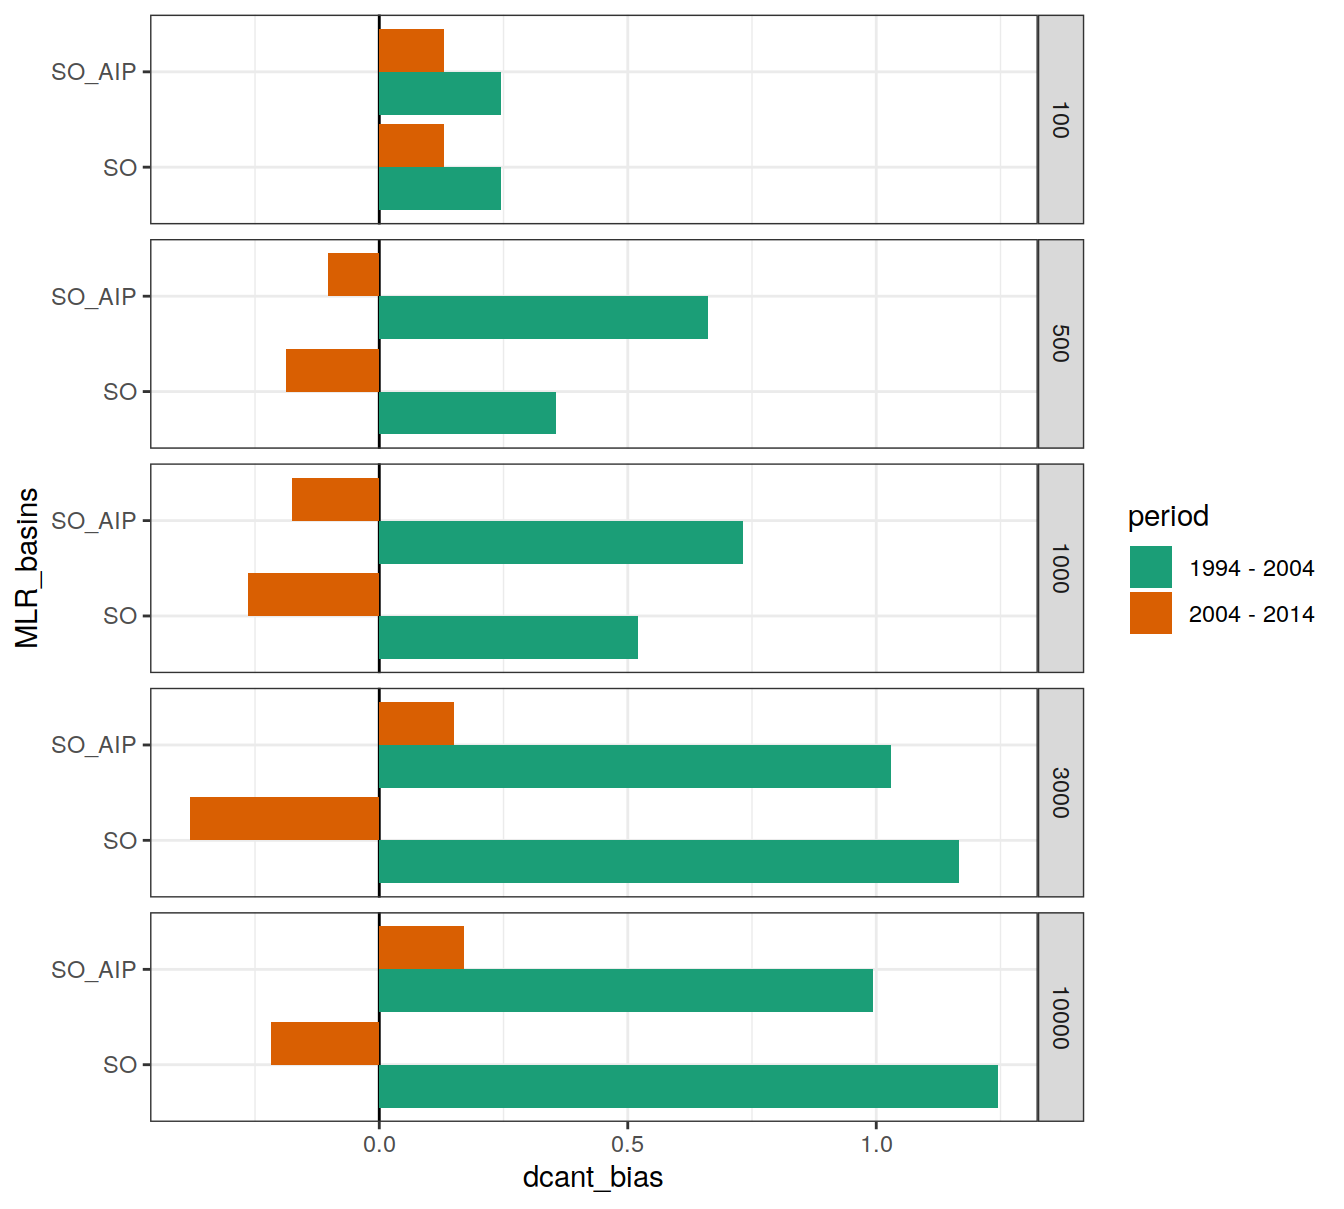 SO_AIP
SO
100
SO_AIP
SO
500
SO_AIP
SO
1000
SO_AIP
SO
3000
SO_AIP
SO
10000
MLR_basins
0.0 0.5 1.0
dcant_bias
period
1994 - 2004
2004 - 2014